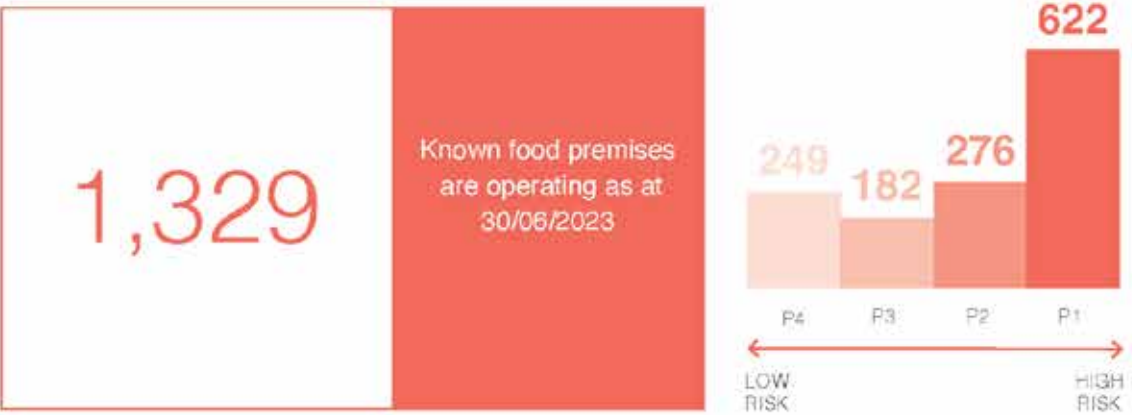 1,329
Known food premises
are operating as at
30/06/2023
622
249
182
276
P4
P3
P2
P1
LOW
RISK
HIGH
RISK